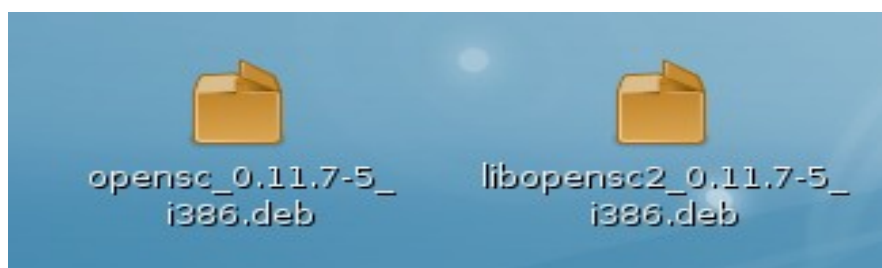 opensc_0.11.7-5_
i386.deb
libopensc2_0.11.7-5_
i386.deb